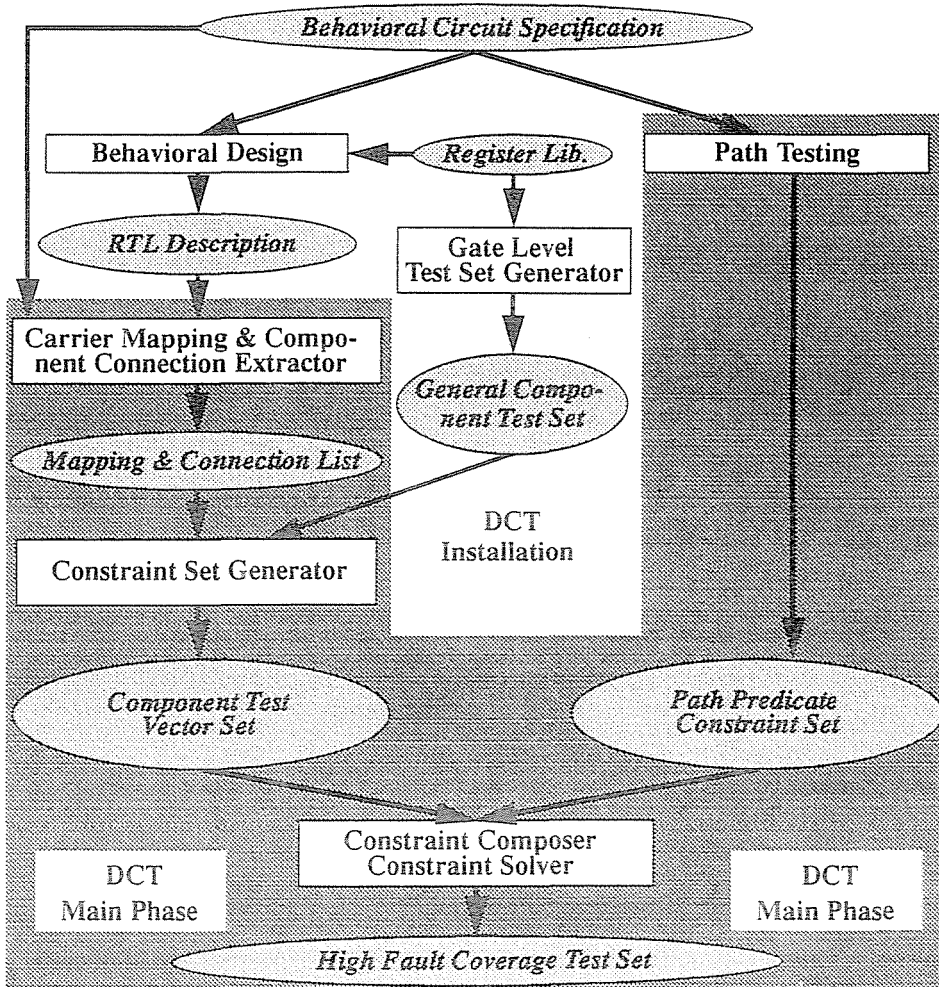 Behavioral Circuit Specification
Behavioral Design
Register Lib.
Path Testing
RTL Description
Gate Level
Test Set Generator
Carrier Mapping & Compo-
nent Connection Extractor
General Compo-
nent Test Set
Mapping & Connection List
DCT
Installation
Constraint Set Generator
Component Test
Vector Set
Path Predicate
Constraint Set
Constraint Composer
Constraint Solver
DCT
Main Phase
DCT
Main Phase
High Fault Coverage Test Set